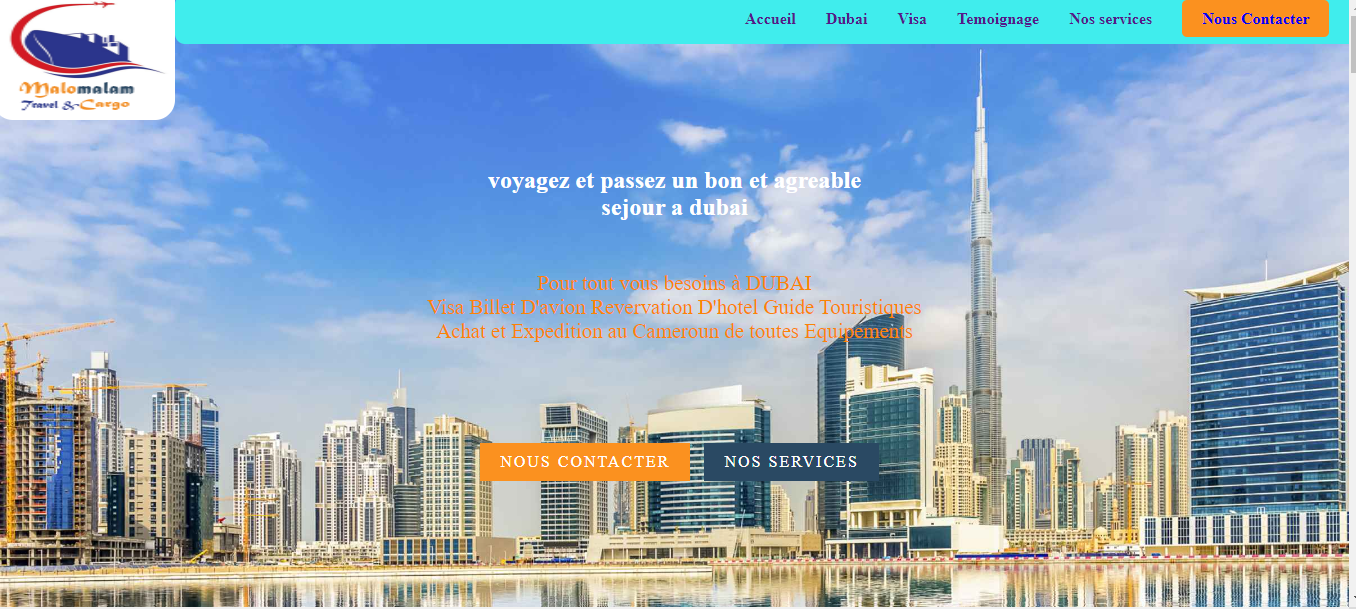 Accueil Dubai Visa Temoignage Nos services Nous Contacter
Malomalam
Travel & Cargo
voyagez et passez un bon et agreable
sejour a dubai
Pour tout vous besoins à DUBAI
Visa Billet D'avion Revervation D'hotel Guide Touristiques
Achat et Expedition au Cameroun de toutes Equipements
NOUS CONTACTER NOS SERVICES